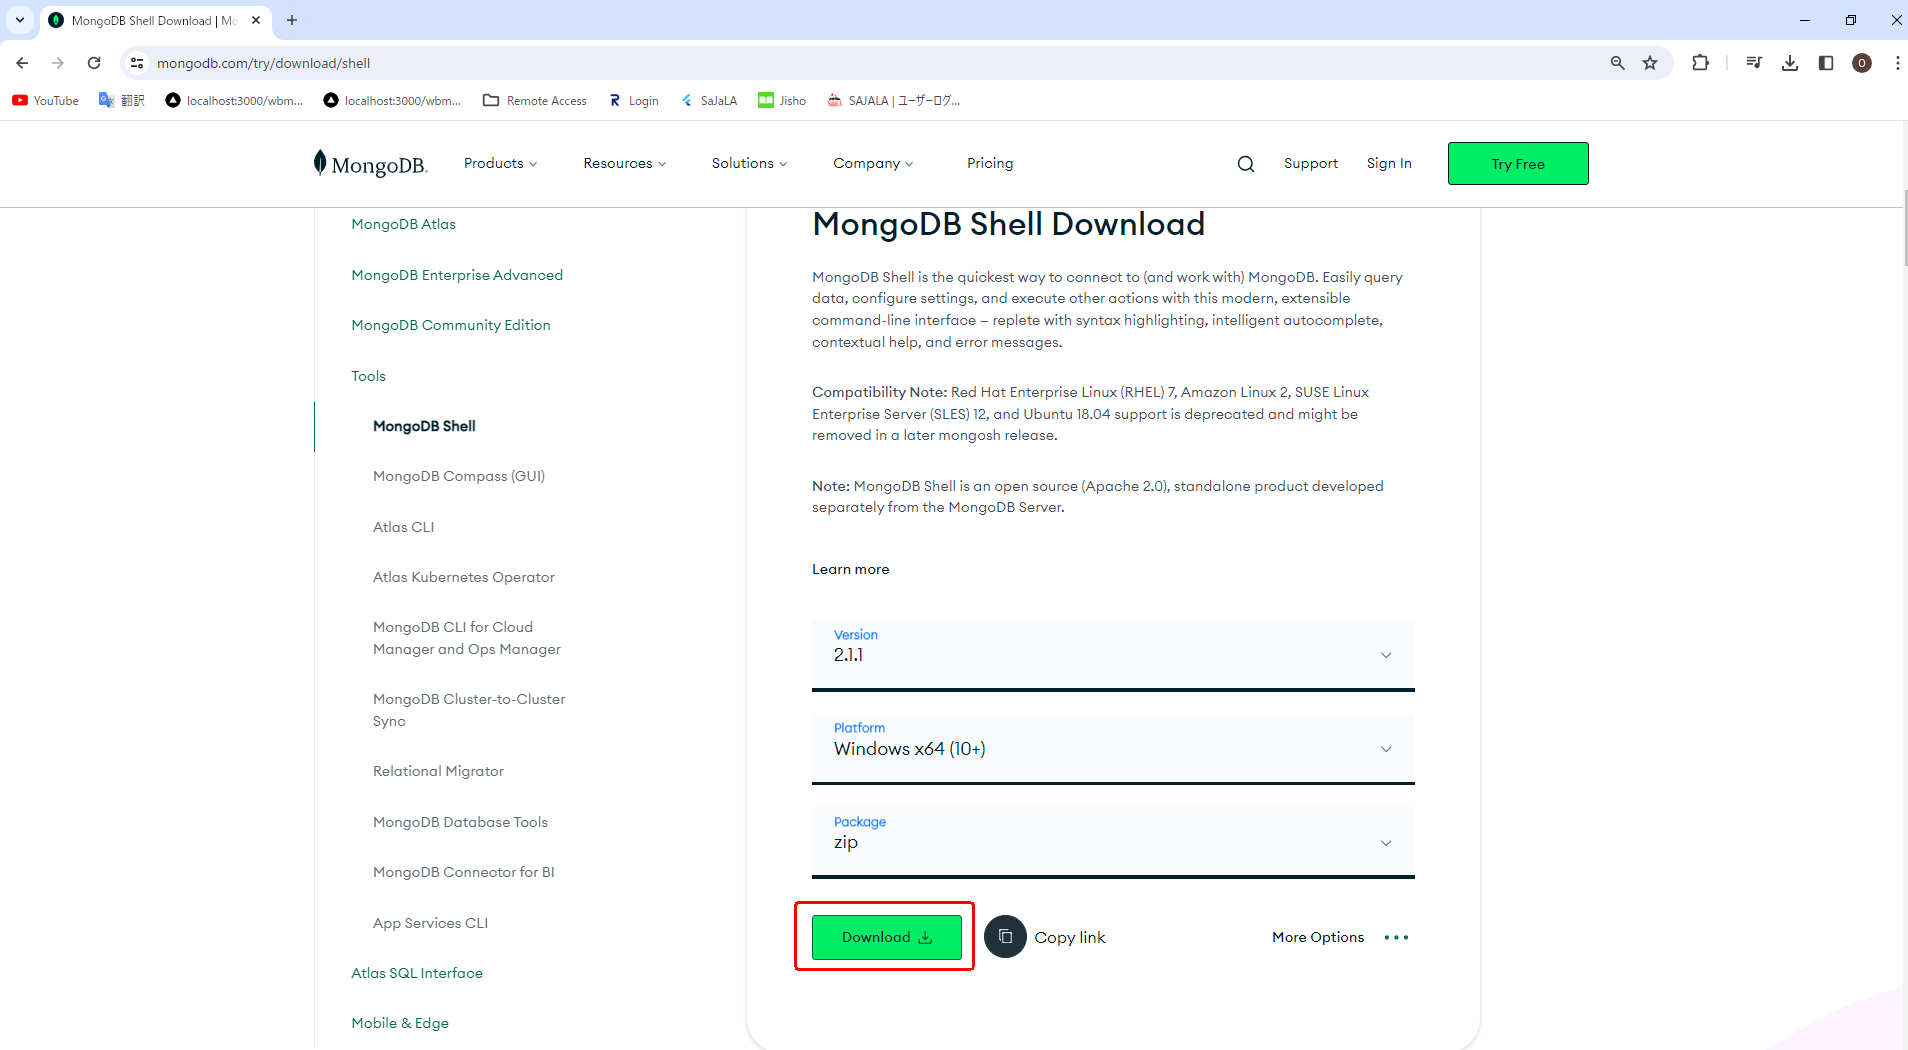 MongoDB Shell Download | Mo
mongodb.com/try/download/shell
YouTube
翻訳
localhost:3000/wbm...
localhost:3000/wbm...
Remote Access
Login
SaJaLA
Jisho
SAJALA | ユーザーログ...
MongoDB.
Products
Resources
Solutions
Company
Pricing
Support
Sign In
Try Free
MongoDB Atlas
MongoDB Enterprise Advanced
MongoDB Community Edition
Tools
MongoDB Shell
MongoDB Compass (GUI)
Atlas CLI
Atlas Kubernetes Operator
MongoDB CLI for Cloud
Manager and Ops Manager
MongoDB Cluster-to-Cluster
Sync
Relational Migrator
MongoDB Database Tools
MongoDB Connector for BI
App Services CLI
Atlas SQL Interface
Mobile & Edge
MongoDB Shell Download
MongoDB Shell is the quickest way to connect to (and work with) MongoDB. Easily query
data, configure settings, and execute other actions with this modern, extensible
command-line interface — replete with syntax highlighting, intelligent autocomplete,
contextual help, and error messages.
Compatibility Note: Red Hat Enterprise Linux (RHEL) 7, Amazon Linux 2, SUSE Linux
Enterprise Server (SLES) 12, and Ubuntu 18.04 support is deprecated and might be
removed in a later mongosh release.
Note: MongoDB Shell is an open source (Apache 2.0), standalone product developed
separately from the MongoDB Server.
Learn more
Version
2.1.1
Platform
Windows x64 (10+)
Package
zip
Download
Copy link
More Options